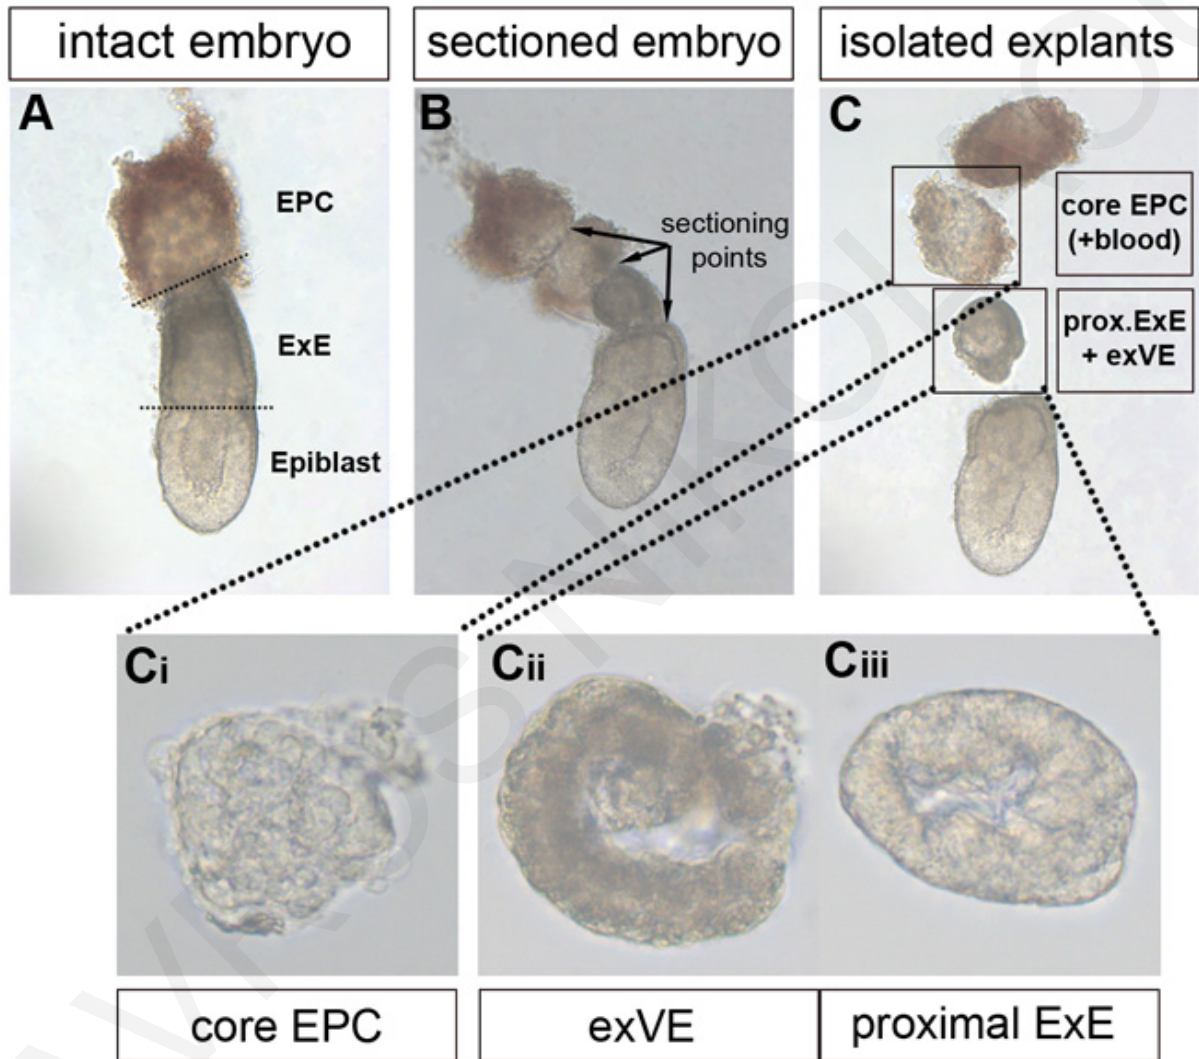 intact embryo
sectioned embryo
isolated explants
A
EPC
ExE
Epiblast
B
sectioning
points
C
core EPC
(+blood)
prox.ExE
+ exVE
Ci
Cii
Ciii
core EPC
exVE
proximal ExE